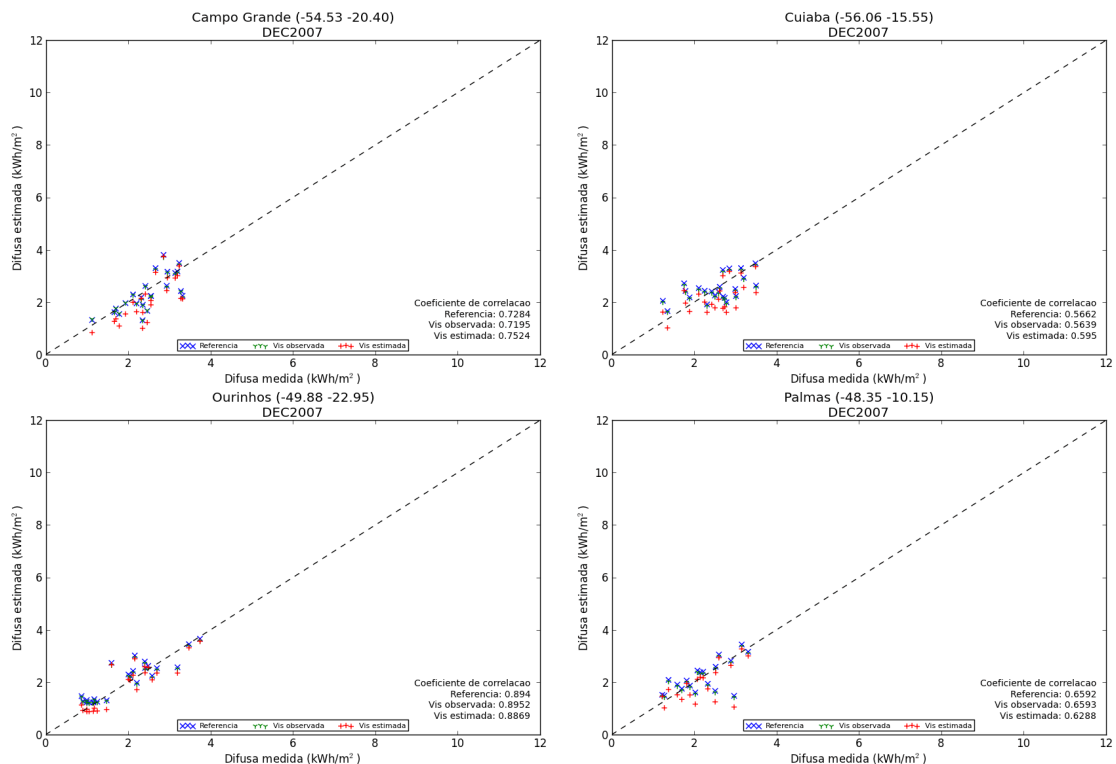 Campo Grande (-54.53 -20.40)
DEC2007
12
10
8
6
4
2
0
Difusa estimada (kWh/m²)
Coeficiente de correlacao
Referencia: 0.7284
Vis observada: 0.7195
Vis estimada: 0.7524
Referencia Vis observada Vis estimada
0 2 4 6 8 10 12
Difusa medida (kWh/m²)
Cuiaba (-56.06 -15.55)
DEC2007
12
10
8
6
4
2
0
Difusa estimada (kWh/m²)
Coeficiente de correlacao
Referencia: 0.5662
Vis observada: 0.5639
Vis estimada: 0.595
Referencia Vis observada Vis estimada
0 2 4 6 8 10 12
Difusa medida (kWh/m²)
Ourinhos (-49.88 -22.95)
DEC2007
12
10
8
6
4
2
0
Difusa estimada (kWh/m²)
Coeficiente de correlacao
Referencia: 0.894
Vis observada: 0.8952
Vis estimada: 0.8869
Referencia Vis observada Vis estimada
0 2 4 6 8 10 12
Difusa medida (kWh/m²)
Palmas (-48.35 -10.15)
DEC2007
12
10
8
6
4
2
0
Difusa estimada (kWh/m²)
Coeficiente de correlacao
Referencia: 0.6592
Vis observada: 0.6593
Vis estimada: 0.6288
Referencia Vis observada Vis estimada
0 2 4 6 8 10 12
Difusa medida (kWh/m²)